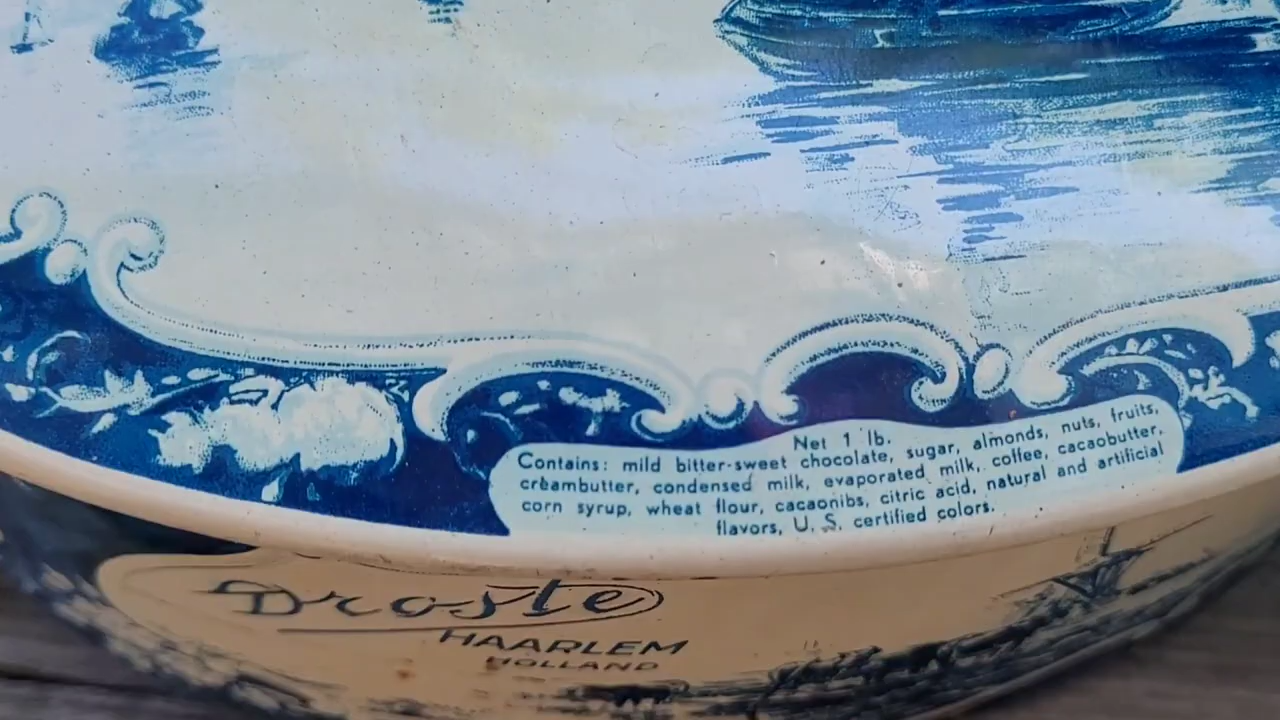 Net 1 lb.
Contains: mild bitter-sweet chocolate, sugar, almonds, nuts, fruits,
creambutter, condensed milk, evaporated milk, coffee, cacaobutter,
corn syrup, wheat flour, cacaonibs, citric acid, natural and artificial
flavors, U. S. certified colors.
Droste
HAARLEM
HOLLAND